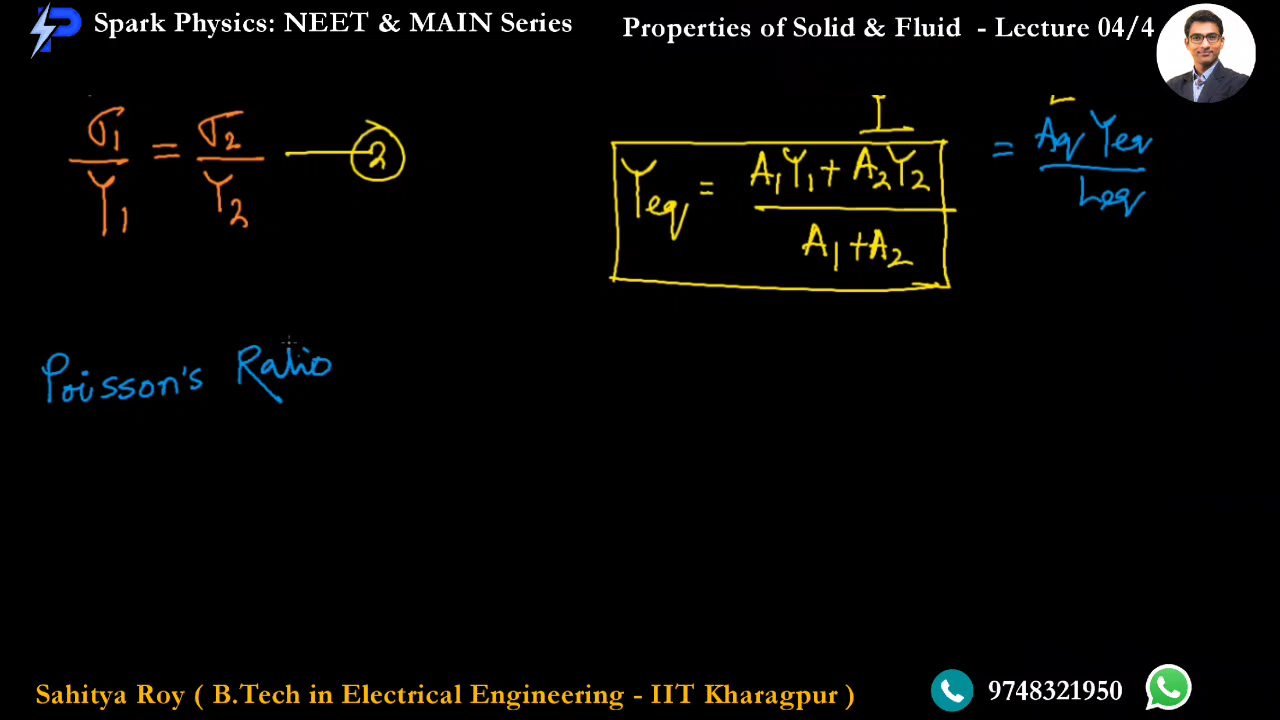 Spark Physics: NEET & MAIN Series
Properties of Solid & Fluid - Lecture 04/4
σ1/Y1 = σ2/Y2 — 2
Yeq = (A1Y1 + A2Y2)/(A1 + A2)
= Aq Yeq/Leq
Poisson's Ratio
Sahitya Roy ( B.Tech in Electrical Engineering - IIT Kharagpur )
9748321950